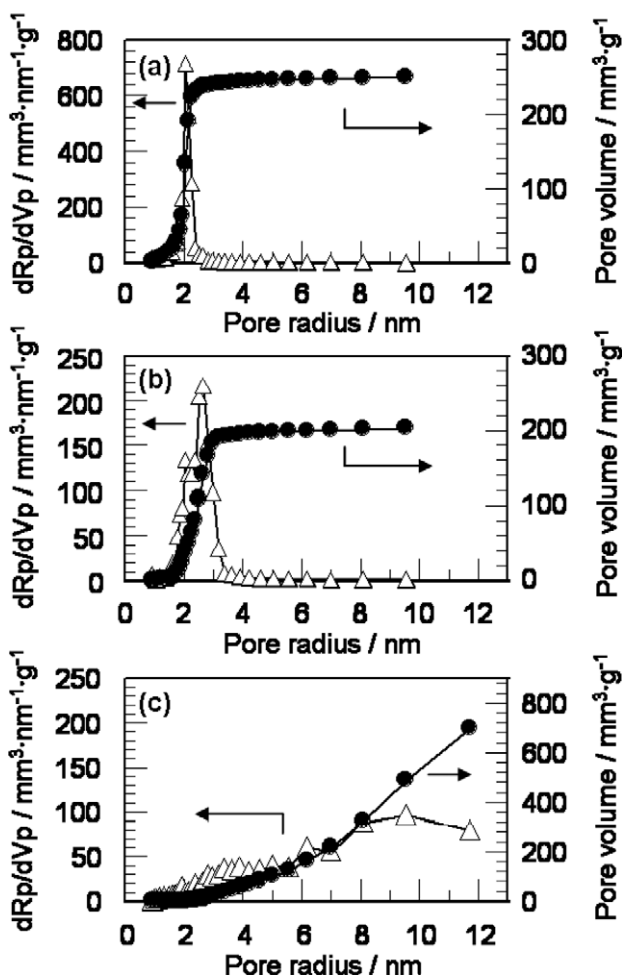 (a)
dRp/dVp / mm³·nm⁻¹·g⁻¹
800
600
400
200
0
300
200
100
0
Pore volume / mm³·g⁻¹
0 2 4 6 8 10 12
Pore radius / nm
(b)
dRp/dVp / mm³·nm⁻¹·g⁻¹
250
200
150
100
50
0
300
200
100
0
Pore volume / mm³·g⁻¹
0 2 4 6 8 10 12
Pore radius / nm
(c)
dRp/dVp / mm³·nm⁻¹·g⁻¹
250
200
150
100
50
0
800
600
400
200
0
Pore volume / mm³·g⁻¹
0 2 4 6 8 10 12
Pore radius / nm